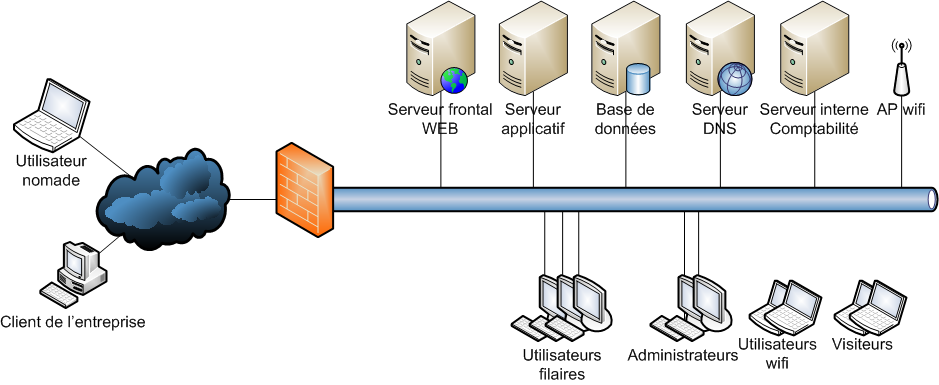 Serveur frontal
WEB
Serveur
applicatif
Base de
données
Serveur
DNS
Serveur interne
Comptabilité
AP wifi
Utilisateur
nomade
Client de l’entreprise
Utilisateurs
filaires
Administrateurs
Utilisateurs
wifi
Visiteurs